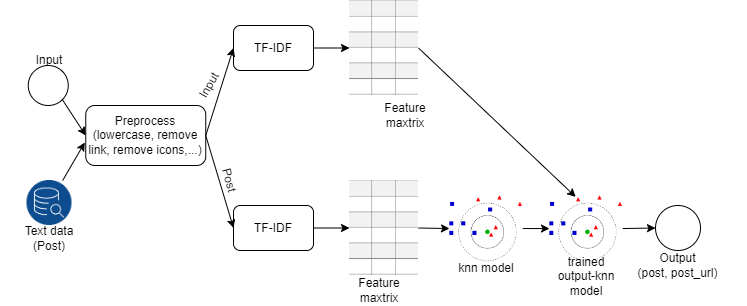 Input
Preprocess
(lowercase, remove
link, remove icons,...)
Text data
(Post)
Input
Post
TF-IDF
TF-IDF
Feature
maxtrix
Feature
maxtrix
knn model
trained
output-knn
model
Output
(post, post_url)